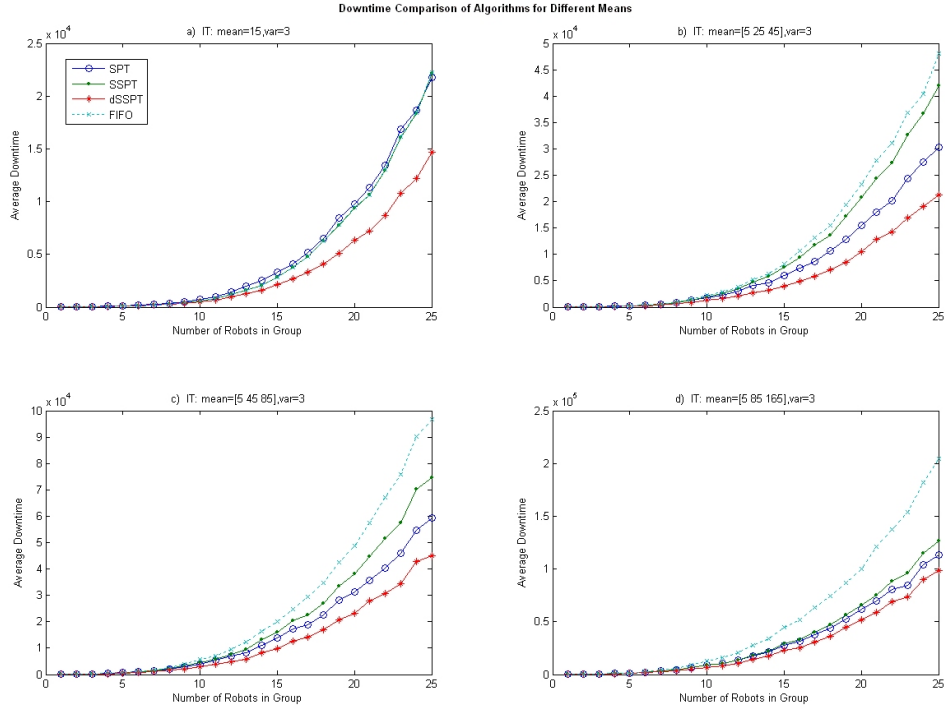 Downtime Comparison of Algorithms for Different Means
a) IT: mean=15,var=3
x 10^4
2.5
2
1.5
1
0.5
0
Average Downtime
SPT
SSPT
dSSPT
FIFO
0 5 10 15 20 25
Number of Robots in Group
b) IT: mean=[5 25 45],var=3
x 10^4
5
4.5
4
3.5
3
2.5
2
1.5
1
0.5
0
Average Downtime
0 5 10 15 20 25
Number of Robots in Group
c) IT: mean=[5 45 85],var=3
x 10^4
10
9
8
7
6
5
4
3
2
1
0
Average Downtime
0 5 10 15 20 25
Number of Robots in Group
d) IT: mean=[5 85 165],var=3
x 10^5
2.5
2
1.5
1
0.5
0
Average Downtime
0 5 10 15 20 25
Number of Robots in Group